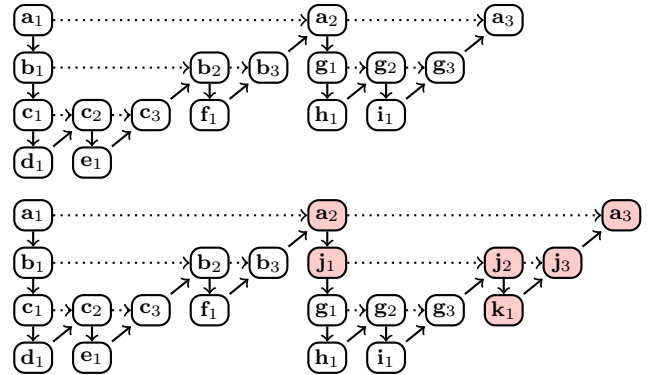 a₁ a₂ a₃
b₁ b₂ b₃ g₁ g₂ g₃
c₁ c₂ c₃ f₁ h₁ i₁
d₁ e₁
a₁ a₂ a₃
b₁ b₂ b₃ j₁ j₂ j₃
c₁ c₂ c₃ f₁ g₁ g₂ g₃ k₁
d₁ e₁ h₁ i₁